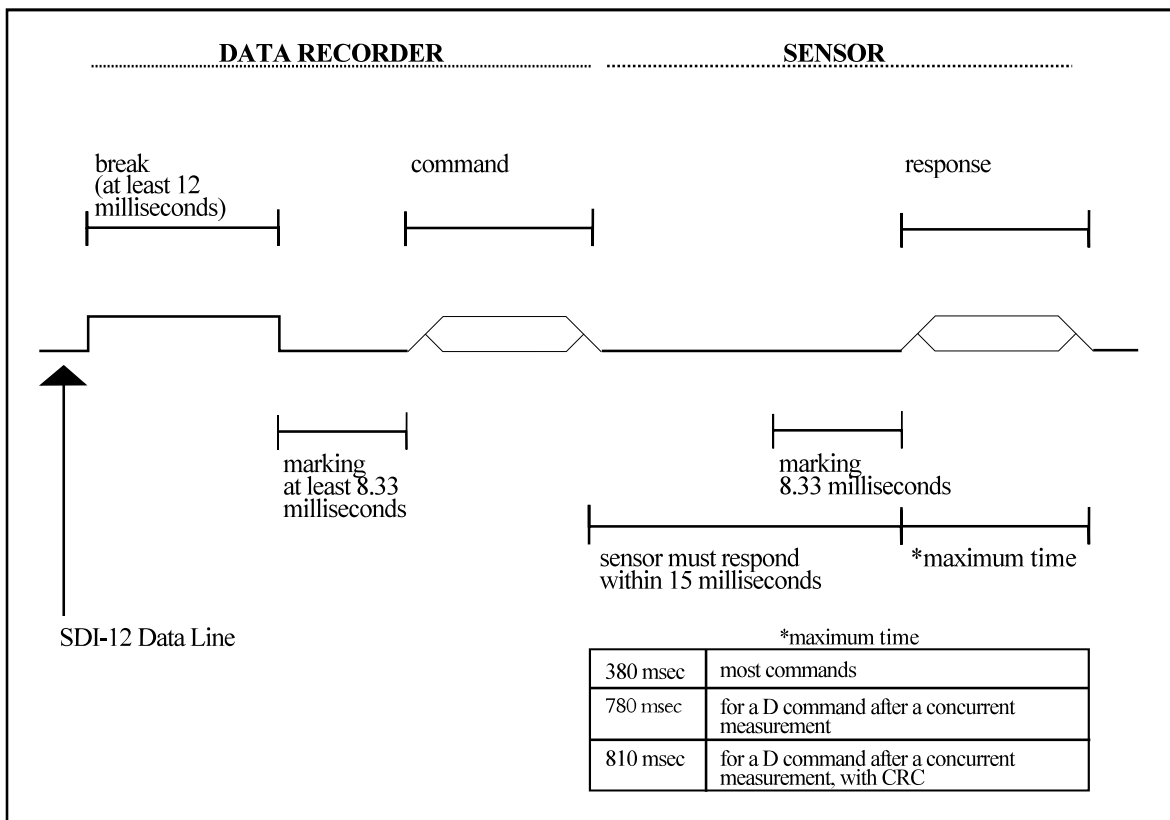 DATA RECORDER
SENSOR
break
(at least 12
milliseconds)
command
response
marking
at least 8.33
milliseconds
marking
8.33 milliseconds
sensor must respond
within 15 milliseconds
*maximum time
SDI-12 Data Line
*maximum time
380 msec most commands
780 msec for a D command after a concurrent
measurement
810 msec for a D command after a concurrent
measurement, with CRC